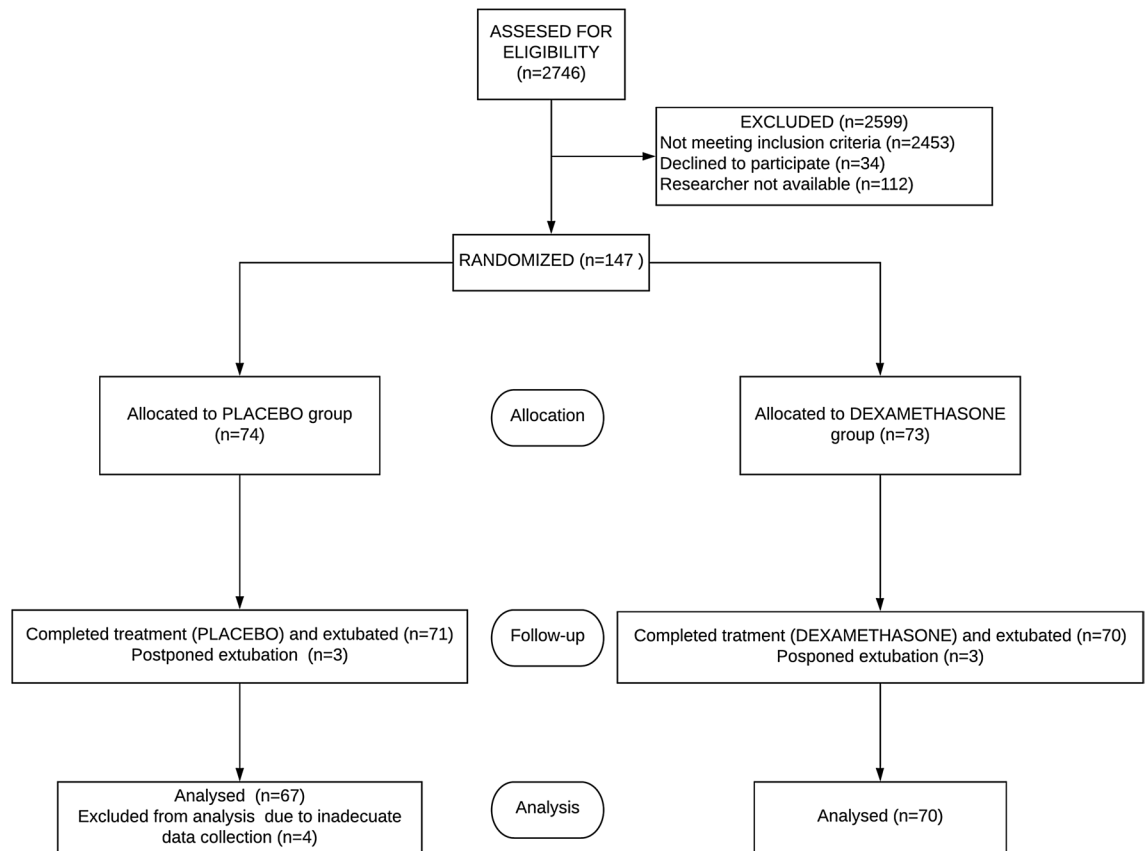 ASSESED FOR
ELIGIBILITY
(n=2746)
EXCLUDED (n=2599)
Not meeting inclusion criteria (n=2453)
Declined to participate (n=34)
Researcher not available (n=112)
RANDOMIZED (n=147 )
Allocated to PLACEBO group
(n=74)
Allocation
Allocated to DEXAMETHASONE
group (n=73)
Completed treatment (PLACEBO) and extubated (n=71)
Postponed extubation (n=3)
Follow-up
Completed tratment (DEXAMETHASONE) and extubated (n=70)
Posponed extubation (n=3)
Analysed (n=67)
Excluded from analysis due to inadecuate
data collection (n=4)
Analysis
Analysed (n=70)